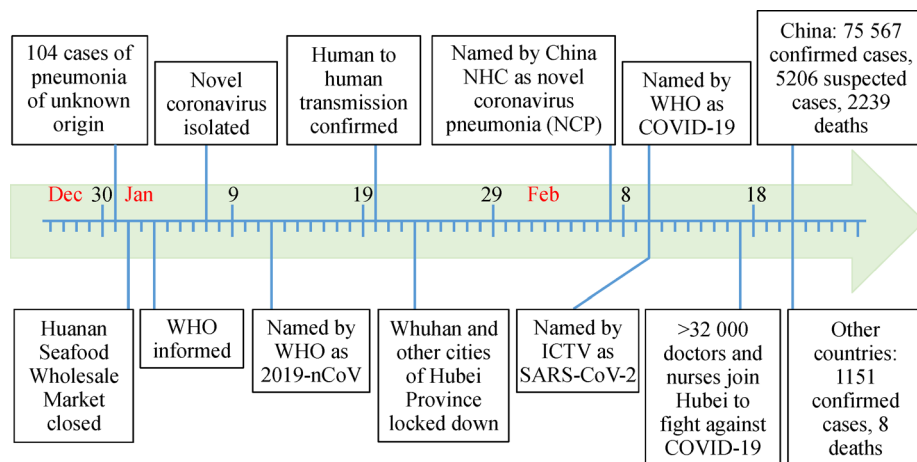 104 cases of
pneumonia
of unknown
origin
Novel
coronavirus
isolated
Human to
human
transmission
confirmed
Named by China
NHC as novel
coronavirus
pneumonia (NCP)
Named by
WHO as
COVID-19
China: 75 567
confirmed cases,
5206 suspected
cases, 2239
deaths
Dec 30 Jan 9 19 29 Feb 8 18
Huanan
Seafood
Wholesale
Market
closed
WHO
informed
Named by
WHO as
2019-nCoV
Whuhan and
other cities
of Hubei
Province
locked down
Named by
ICTV as
SARS-CoV-2
>32 000
doctors and
nurses join
Hubei to
fight against
COVID-19
Other
countries:
1151
confirmed
cases, 8
deaths